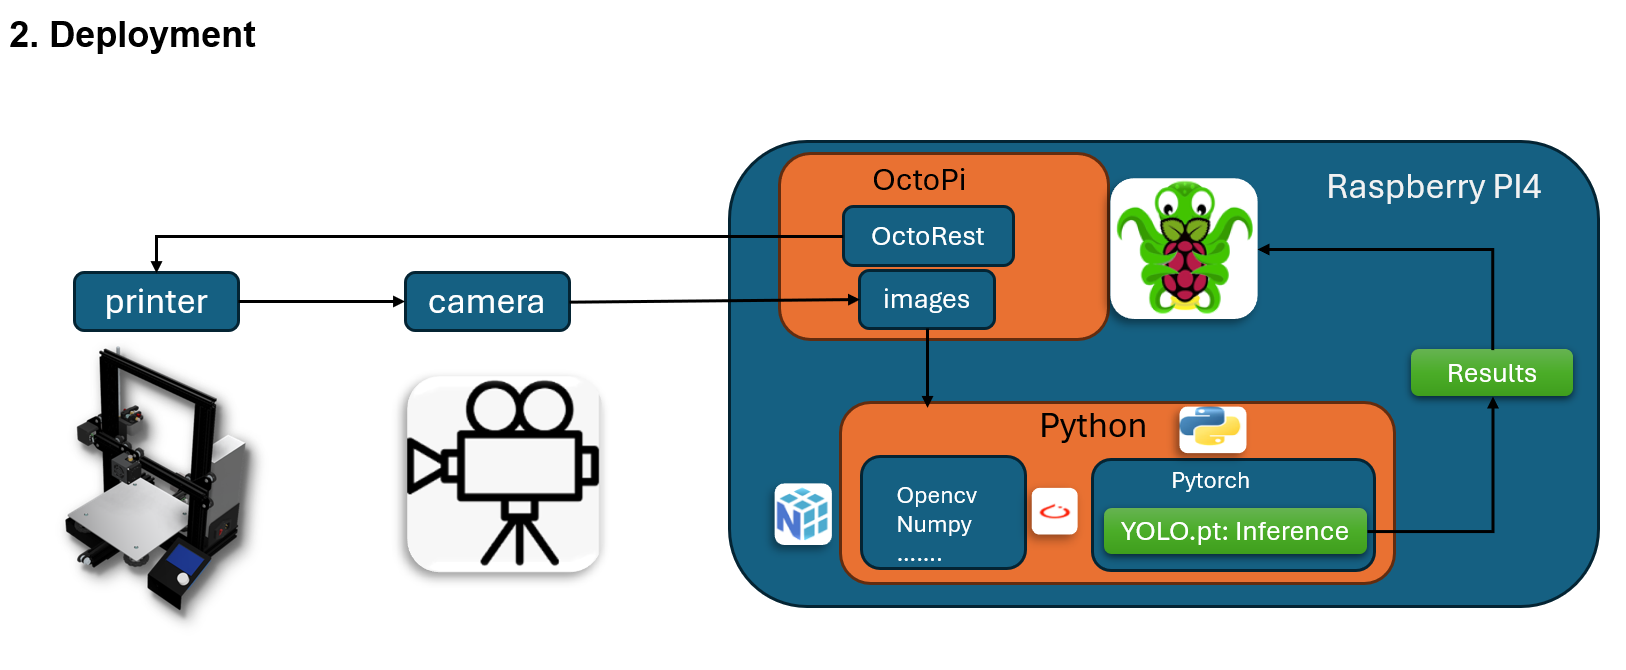 2. Deployment
OctoPi
Raspberry PI4
OctoRest
printer
camera
images
Results
Python
Opencv
Numpy
.......
Pytorch
YOLO.pt: Inference